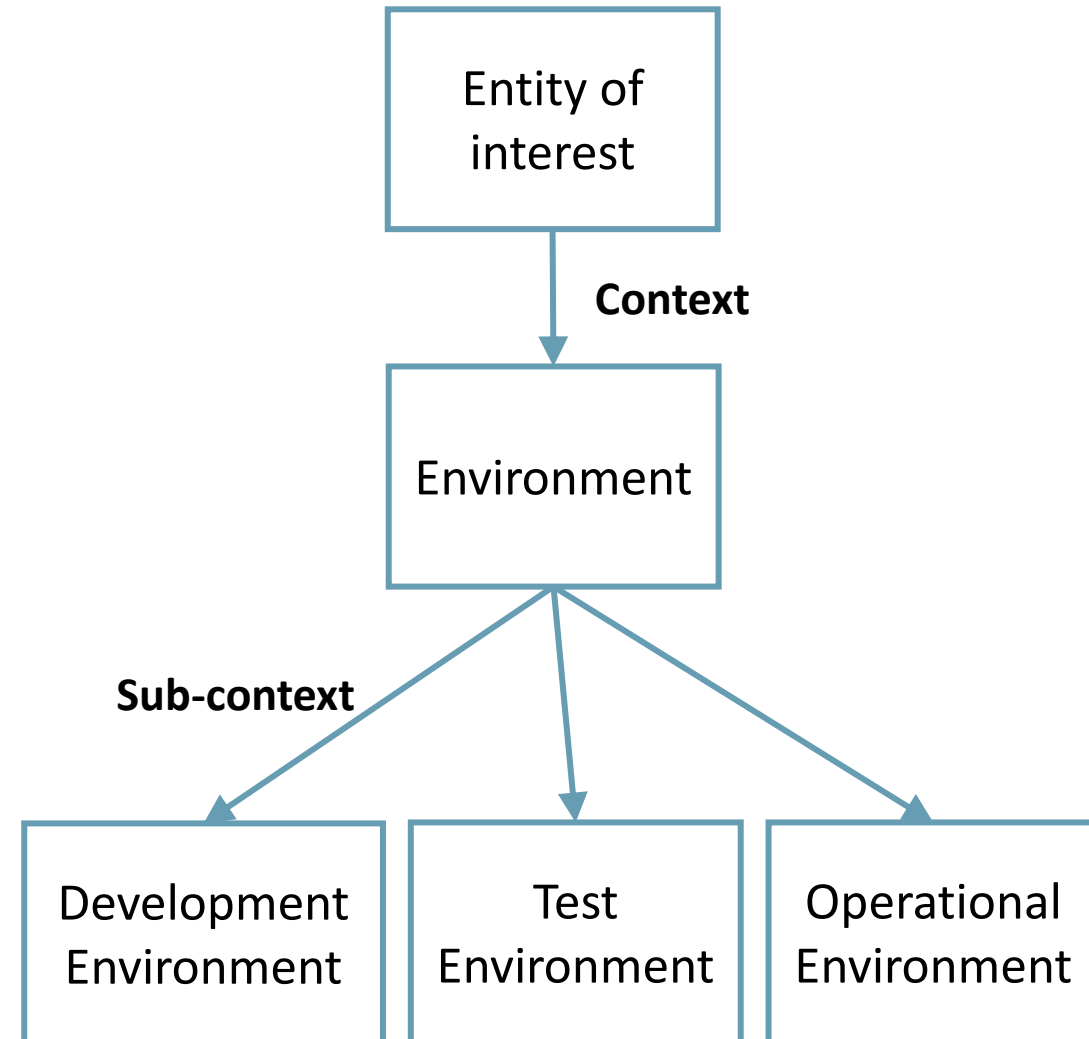 Entity of
interest
Context
Environment
Sub-context
Development
Environment
Test
Environment
Operational
Environment